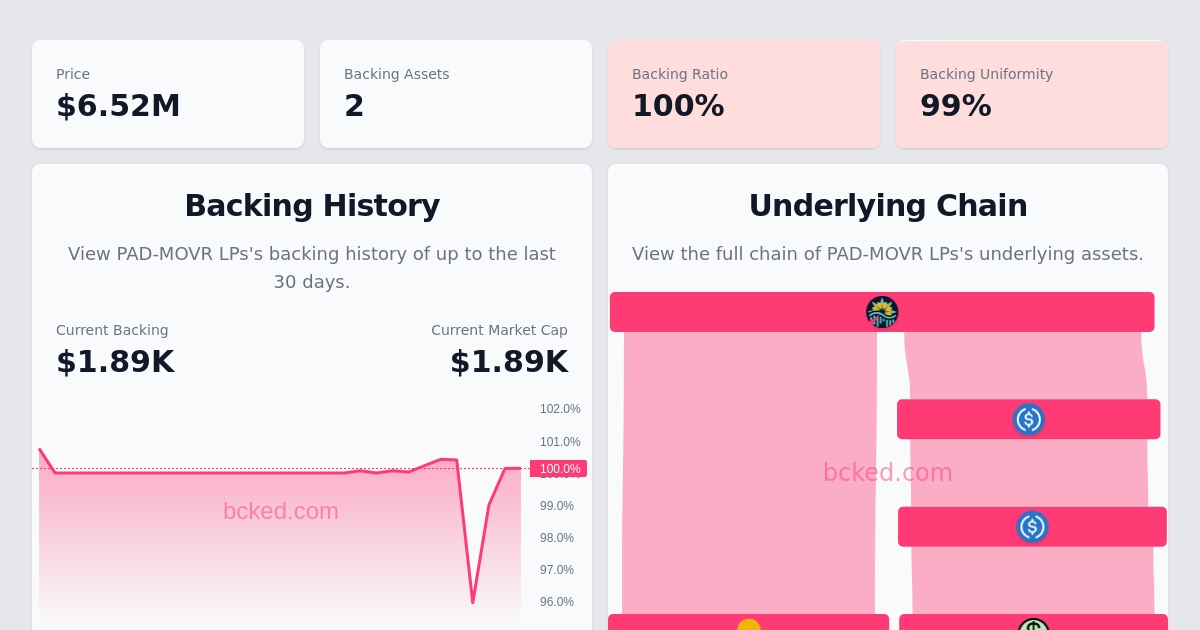 Price
$6.52M
Backing Assets
2
Backing Ratio
100%
Backing Uniformity
99%
Backing History
View PAD-MOVR LPs's backing history of up to the last
30 days.
Current Backing
$1.89K
Current Market Cap
$1.89K
102.0%
101.0%
100.0%
99.0%
98.0%
97.0%
96.0%
bcked.com
Underlying Chain
View the full chain of PAD-MOVR LPs's underlying assets.
bcked.com